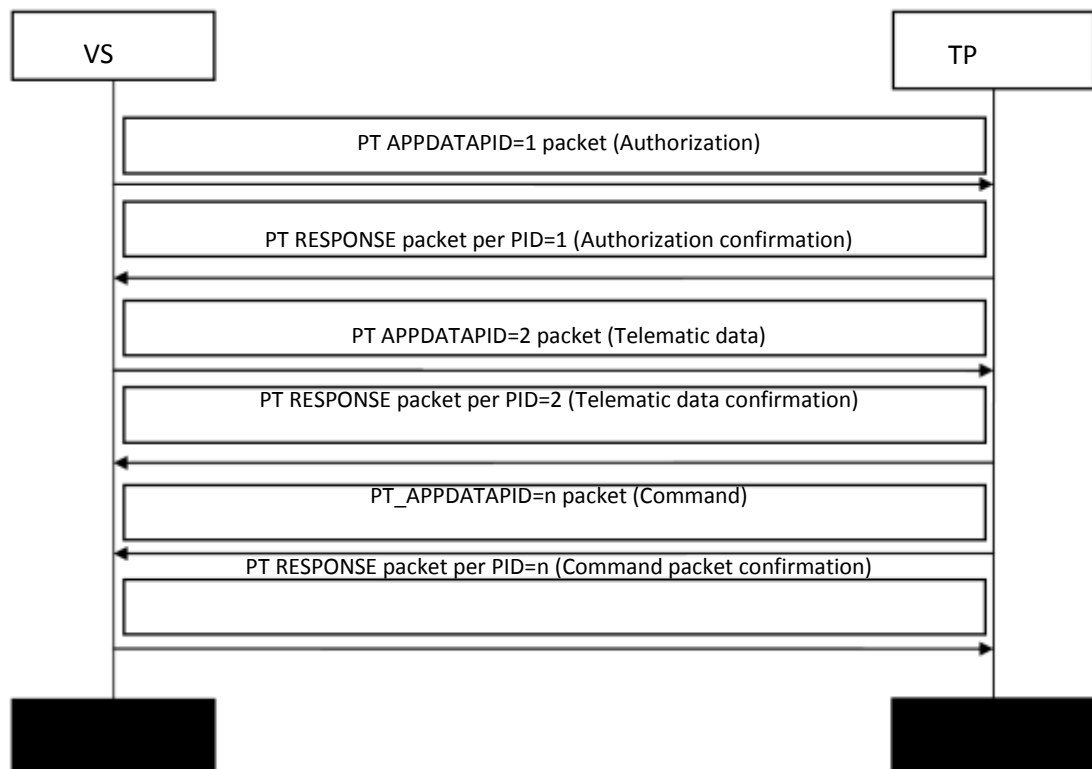 VS
TP
PT APPDATAPID=1 packet (Authorization)
PT RESPONSE packet per PID=1 (Authorization confirmation)
PT APPDATAPID=2 packet (Telematic data)
PT RESPONSE packet per PID=2 (Telematic data confirmation)
PT_APPDATAPID=n packet (Command)
PT RESPONSE packet per PID=n (Command packet confirmation)